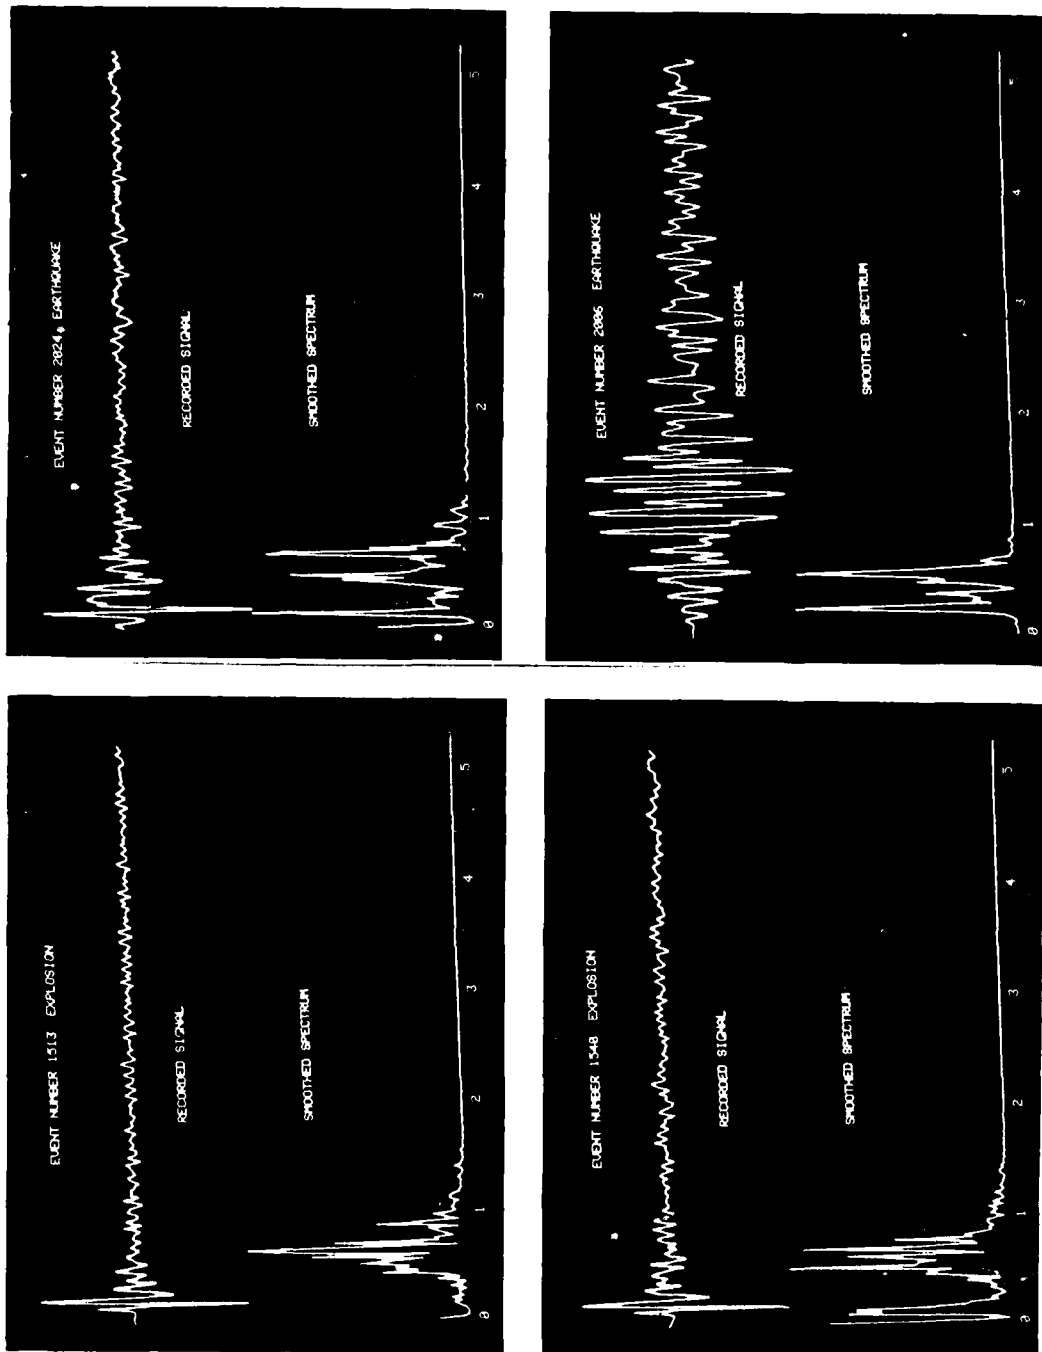 EVENT NUMBER 1513 EXPLOSION
RECORDED SIGNAL
SMOOTHED SPECTRUM
0 1 2 3 4 5
EVENT NUMBER 2024 EARTHQUAKE
RECORDED SIGNAL
SMOOTHED SPECTRUM
0 1 2 3 4 5
EVENT NUMBER 1540 EXPLOSION
RECORDED SIGNAL
SMOOTHED SPECTRUM
0 1 2 3 4 5
EVENT NUMBER 2006 EARTHQUAKE
RECORDED SIGNAL
SMOOTHED SPECTRUM
0 1 2 3 4